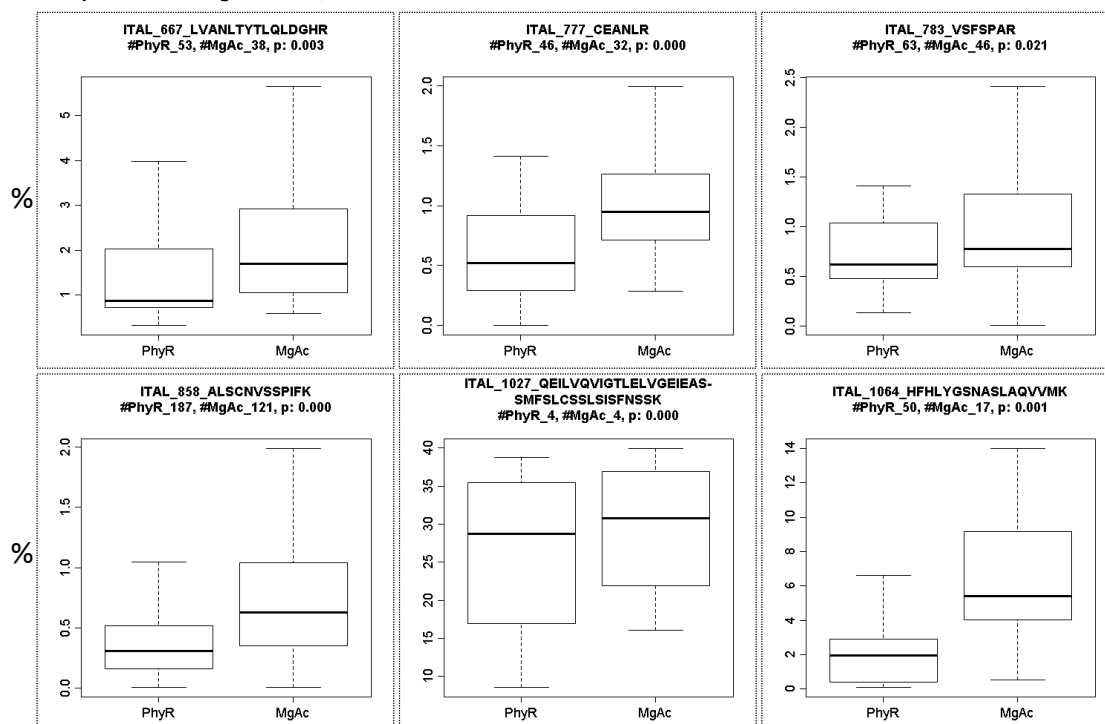 ITAL_667_LVANLTYTLQLDGHR
#PhyR_53, #MgAc_38, p: 0.003
%
5
4
3
2
1
PhyR
MgAc
ITAL_777_CEANLR
#PhyR_46, #MgAc_32, p: 0.000
2.0
1.5
1.0
0.5
0.0
PhyR
MgAc
ITAL_783_VSFSPAR
#PhyR_63, #MgAc_46, p: 0.021
2.5
2.0
1.5
1.0
0.5
0.0
PhyR
MgAc
ITAL_858_ALSCNVSSPIFK
#PhyR_187, #MgAc_121, p: 0.000
%
2.0
1.5
1.0
0.5
0.0
PhyR
MgAc
ITAL_1027_QEILVQVIGTLELVGEIEAS-
SMFSLCSSLSISFNSSK
#PhyR_4, #MgAc_4, p: 0.000
40
35
30
25
20
15
10
PhyR
MgAc
ITAL_1064_HFHLYGSNASLAQVVMK
#PhyR_50, #MgAc_17, p: 0.001
14
12
10
8
6
4
2
0
PhyR
MgAc